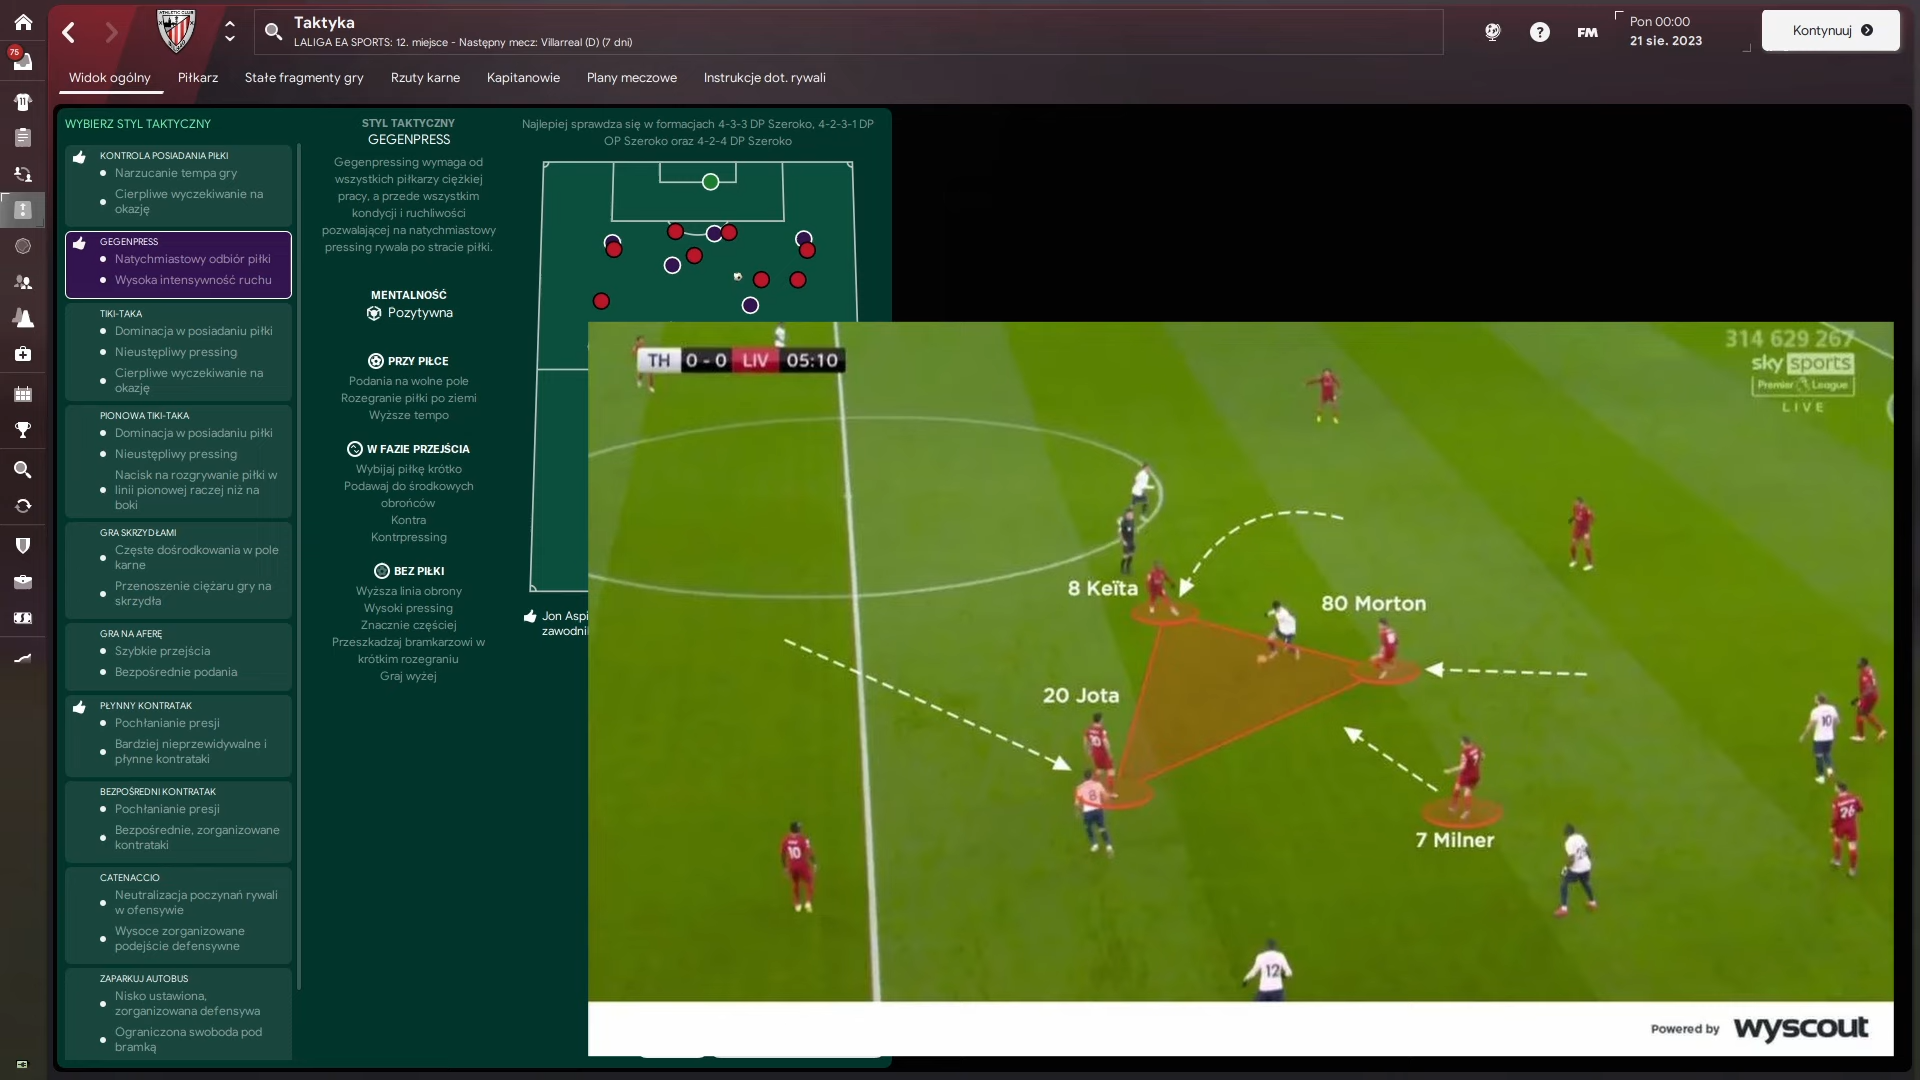 Taktyka
LALIGA EA SPORTS: 12. miejsce - Następny mecz: Villarreal (D) (7 dni)
FM
Pon 00:00
21 sie. 2023
Kontynuuj
75
11
Widok ogólny
Piłkarz
Stałe fragmenty gry
Rzuty karne
Kapitanowie
Plany meczowe
Instrukcje dot. rywali
WYBIERZ STYL TAKTYCZNY
KONTROLA POSIADANIA PIŁKI
Narzucanie tempa gry
Cierpliwe wyczekiwanie na
okazję
GEGENPRESS
Natychmiastowy odbiór piłki
Wysoka intensywność ruchu
TIKI-TAKA
Dominacja w posiadaniu piłki
Nieustępliwy pressing
Cierpliwe wyczekiwanie na
okazję
PIONOWA TIKI-TAKA
Dominacja w posiadaniu piłki
Nieustępliwy pressing
Nacisk na rozgrywanie piłki w
linii pionowej raczej niż na
boki
GRA SKRZYDŁAMI
Częste dośrodkowania w pole
karne
Przenoszenie ciężaru gry na
skrzydła
GRA NA AFERĘ
Szybkie przejścia
Bezpośrednie podania
PŁYNNY KONTRATAK
Pochłanianie presji
Bardziej nieprzewidywalne i
płynne kontrataki
BEZPOŚREDNI KONTRATAK
Pochłanianie presji
Bezpośrednie, zorganizowane
kontrataki
CATENACCIO
Neutralizacja poczynań rywali
w ofensywie
Wysoce zorganizowane
podejście defensywne
ZAPARKUJ AUTOBUS
Nisko ustawiona,
zorganizowana defensywa
Ograniczona swoboda pod
bramką
STYL TAKTYCZNY
GEGENPRESS
Gegenpressing wymaga od
wszystkich piłkarzy ciężkiej
pracy, a przede wszystkim
kondycji i ruchliwości
pozwalającej na natychmiastowy
pressing rywala po stracie piłki.
MENTALNOŚĆ
Pozytywna
PRZY PIŁCE
Podania na wolne pole
Rozegranie piłki po ziemi
Wyższe tempo
W FAZIE PRZEJŚCIA
Wybijaj piłkę krótko
Podawaj do środkowych
obrońców
Kontra
Kontrpressing
BEZ PIŁKI
Wyższa linia obrony
Wysoki pressing
Znacznie częściej
Przeszkadzaj bramkarzowi w
krótkim rozegraniu
Graj wyżej
Najlepiej sprawdza się w formacjach 4-3-3 DP Szeroko, 4-2-3-1 DP
OP Szeroko oraz 4-2-4 DP Szeroko
Jon Aspi
zawodni
TH 0 - 0 LIV 05:10
314 629 267
sky sports
Premier League
LIVE
8 Keïta
80 Morton
20 Jota
7 Milner
10
10
8
26
12
Powered by wyscout